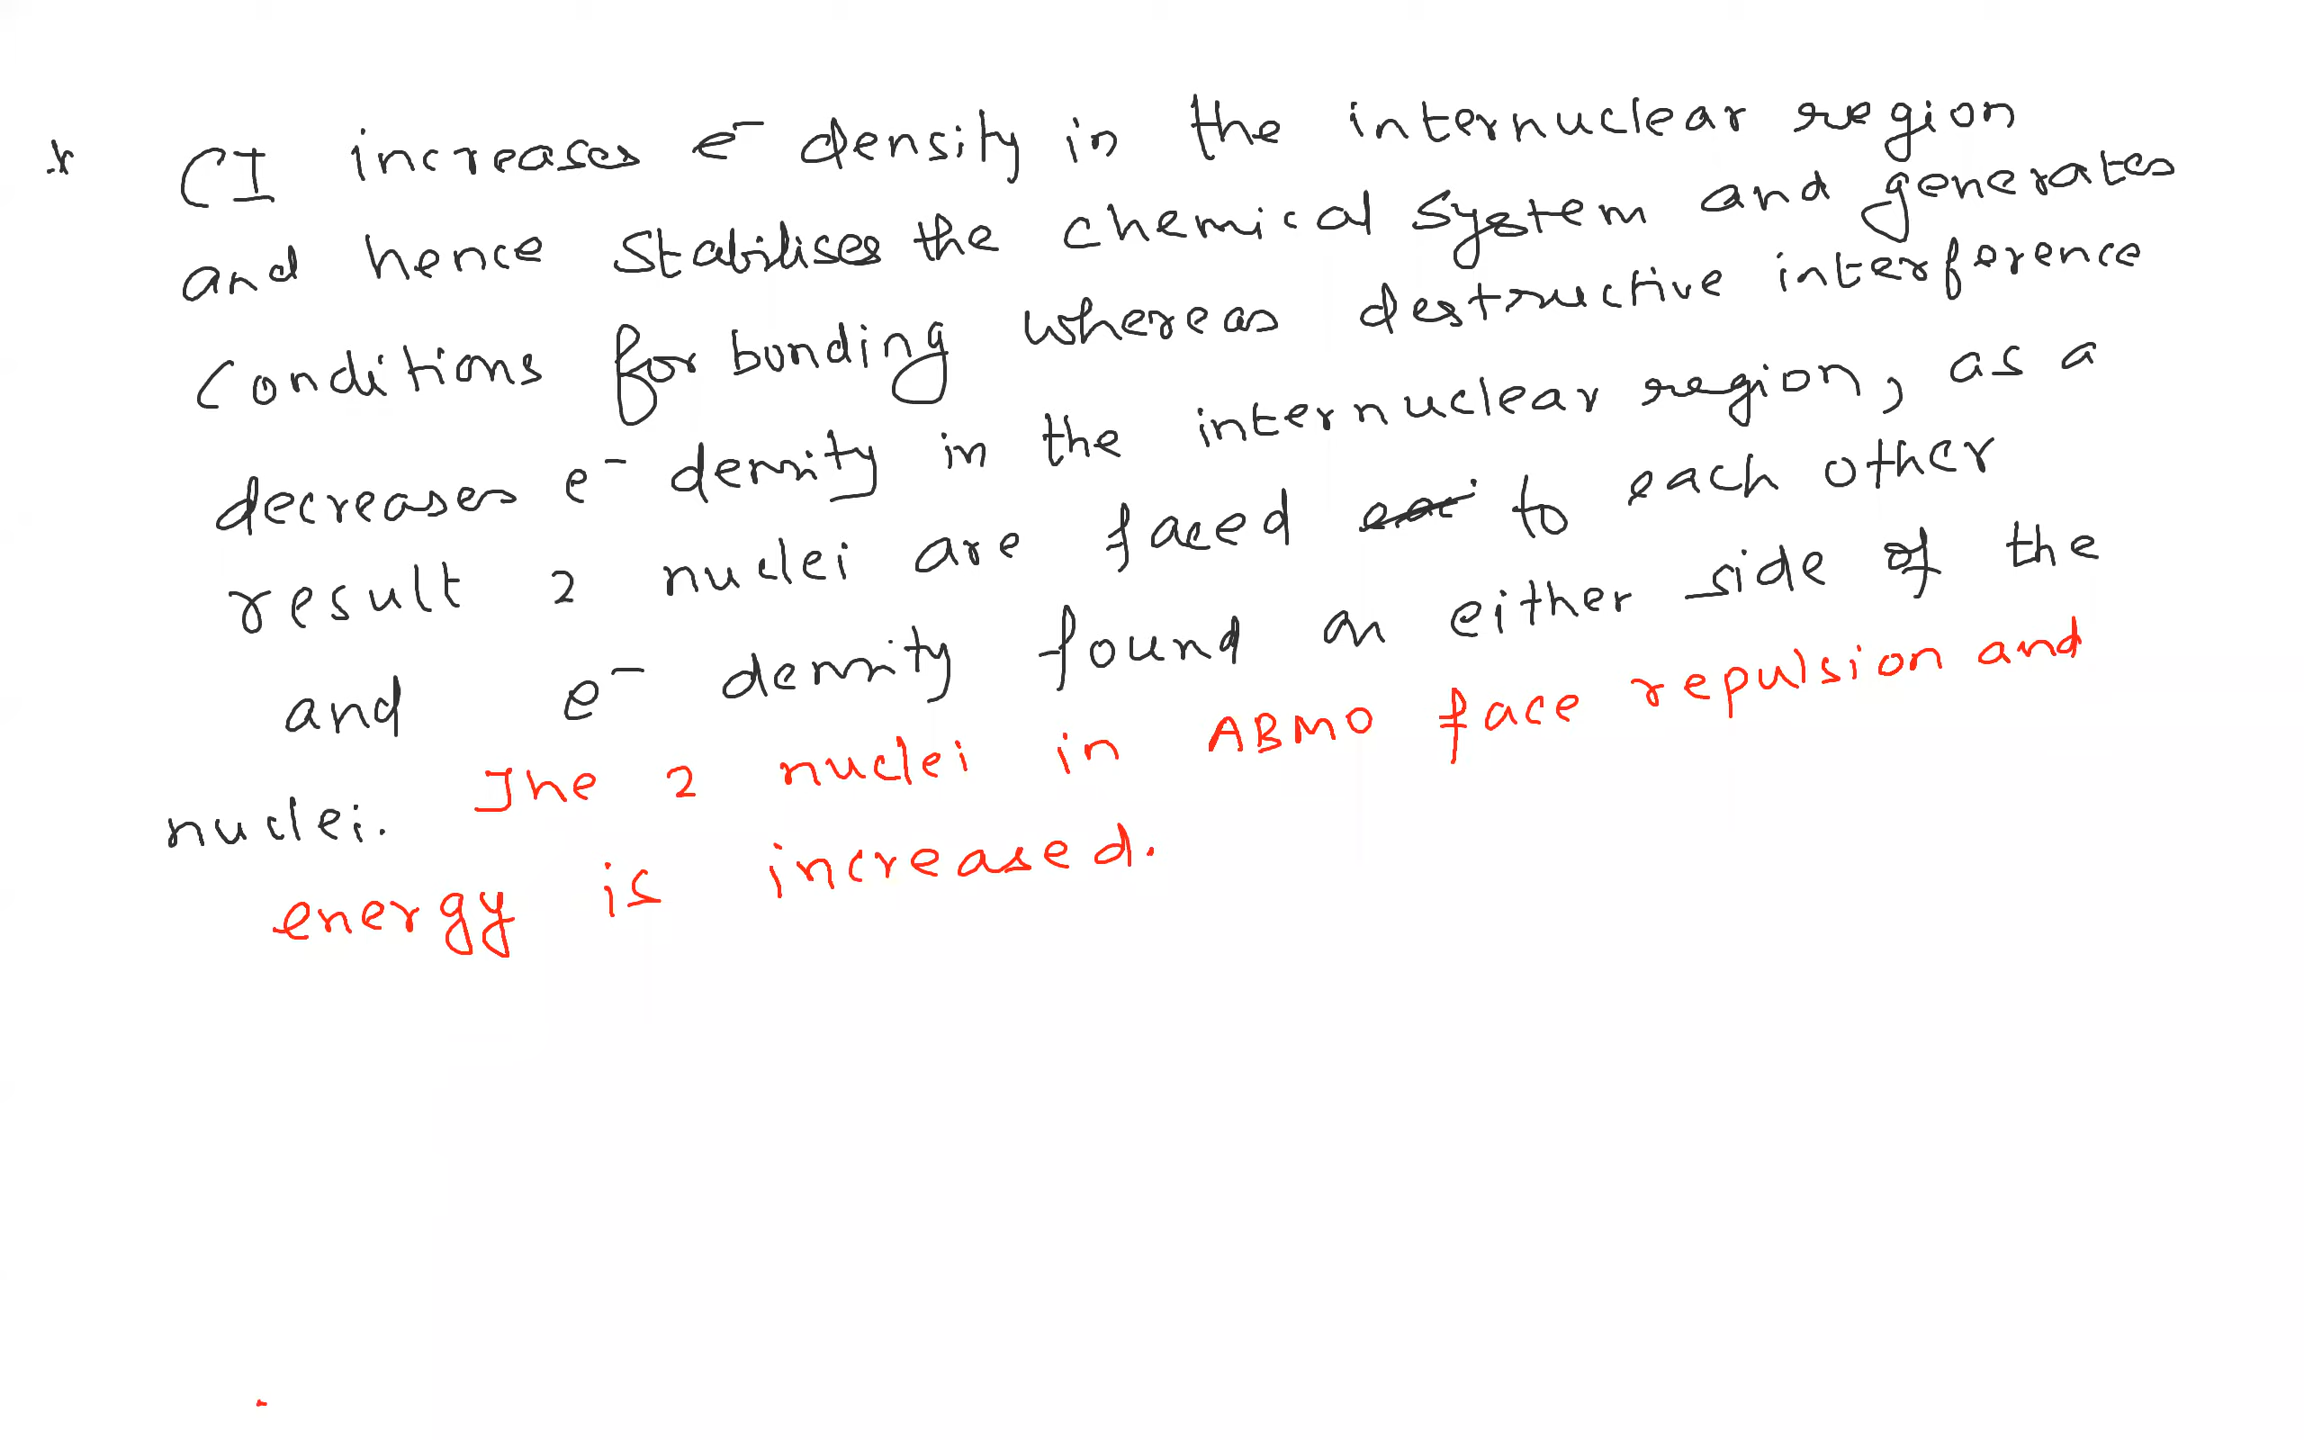 * CI increases e⁻ density in the internuclear region
and hence stabilises the chemical system and generates
conditions for bonding whereas destructive interference
decreases e⁻ density in the internuclear region, as a
result 2 nuclei are faced to each other
and e⁻ density found on either side of the
nuclei. The 2 nuclei in ABMO face repulsion and
energy is increased.